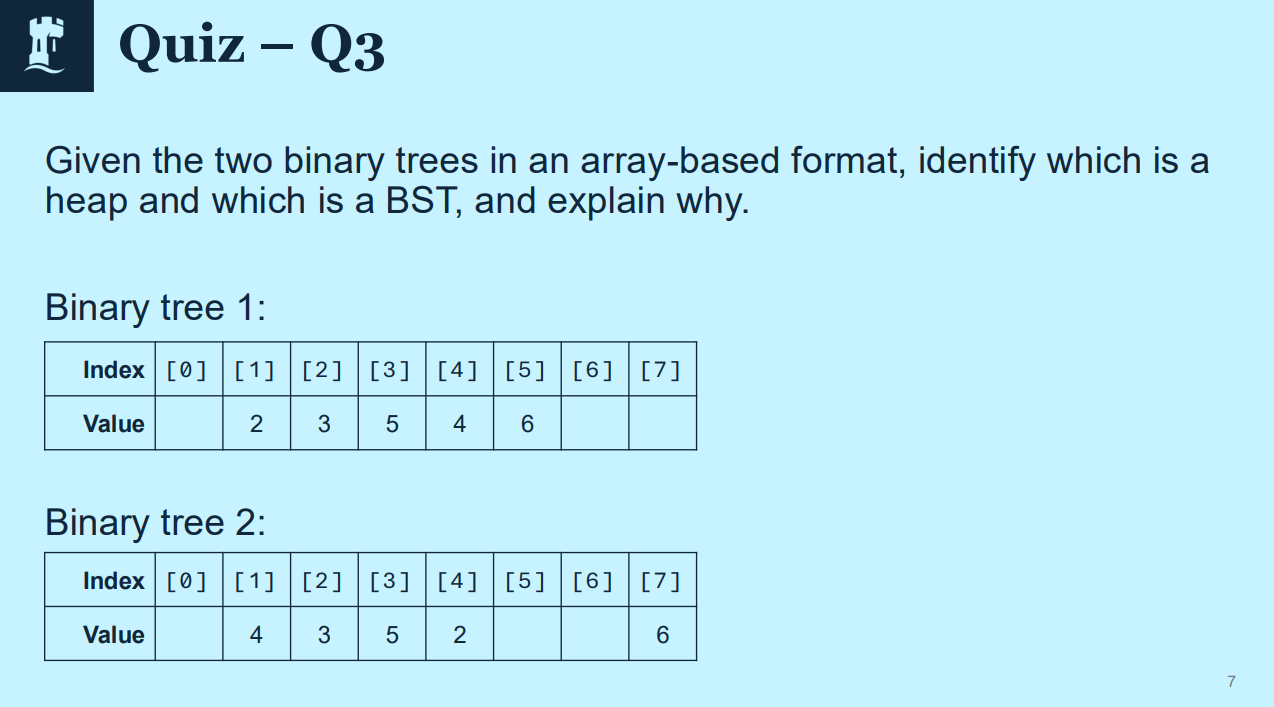 Quiz – Q3
Given the two binary trees in an array-based format, identify which is a
heap and which is a BST, and explain why.
Binary tree 1:
Index [0] [1] [2] [3] [4] [5] [6] [7]
Value 2 3 5 4 6
Binary tree 2:
Index [0] [1] [2] [3] [4] [5] [6] [7]
Value 4 3 5 2 6
7